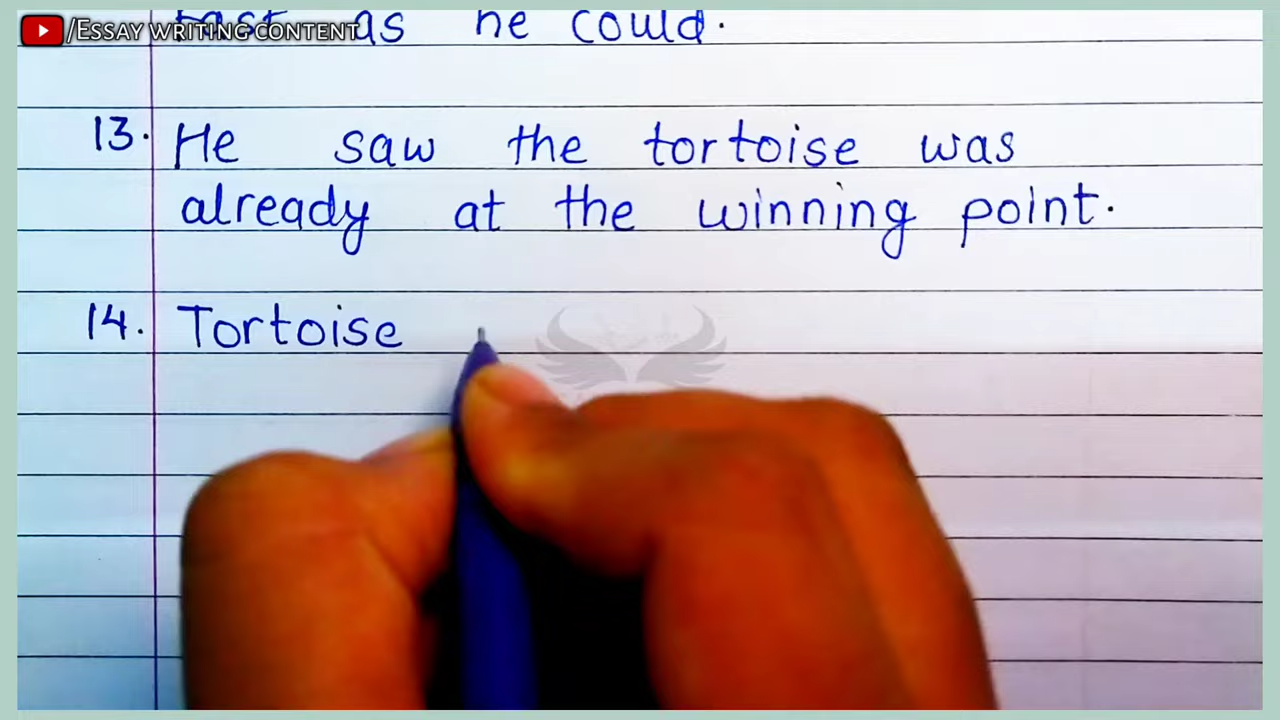 /ESSAY WRITING CONTENT
fast as he could.
13. He saw the tortoise was
already at the winning point.
14. Tortoise